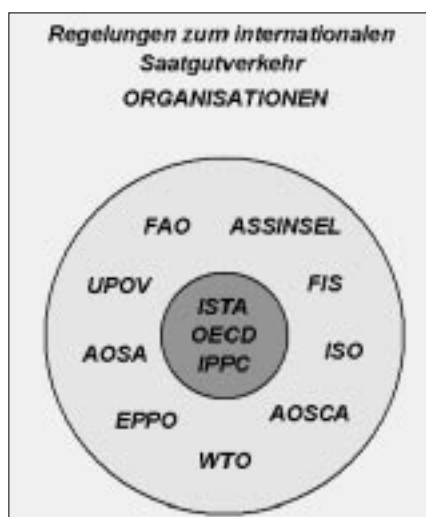 Regelungen zum internationalen
Saatgutverkehr
ORGANISATIONEN
FAO ASSINSEL
UPOV FIS
ISTA
OECD
IPPC
AOSA ISO
EPPO AOSCA
WTO